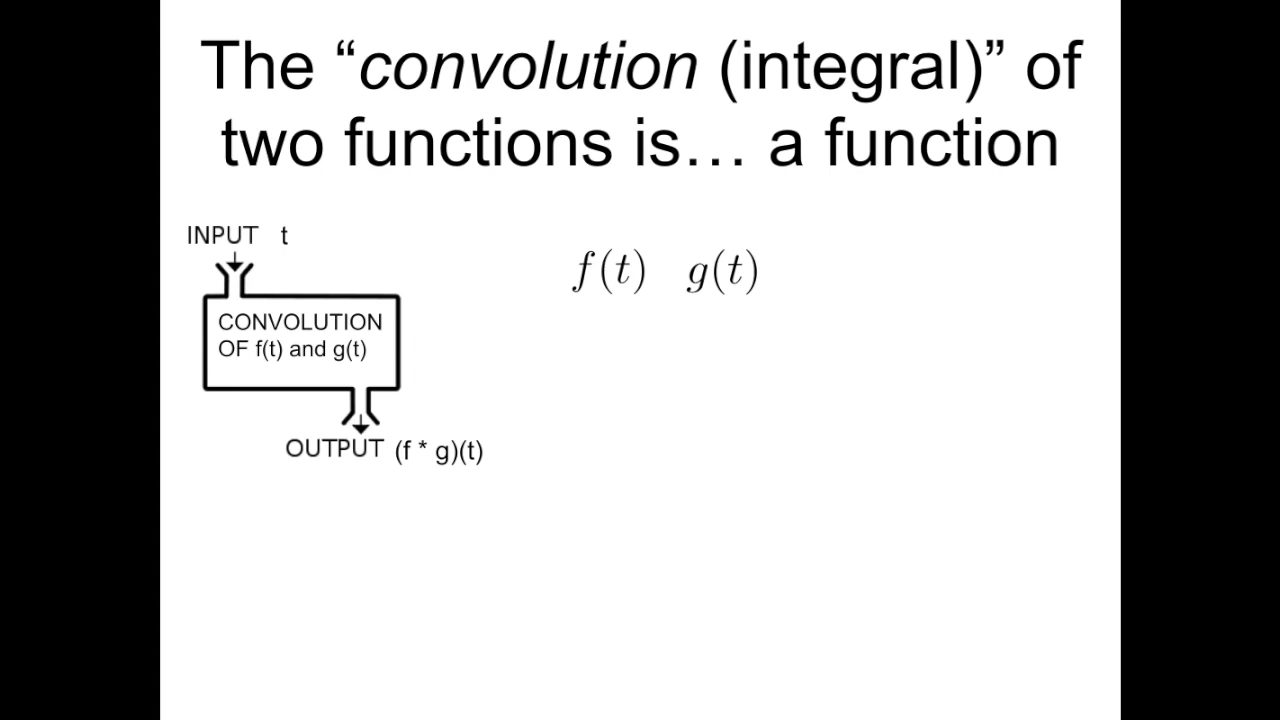 The “convolution (integral)” of
two functions is… a function
INPUT t
f(t) g(t)
CONVOLUTION
OF f(t) and g(t)
OUTPUT (f * g)(t)